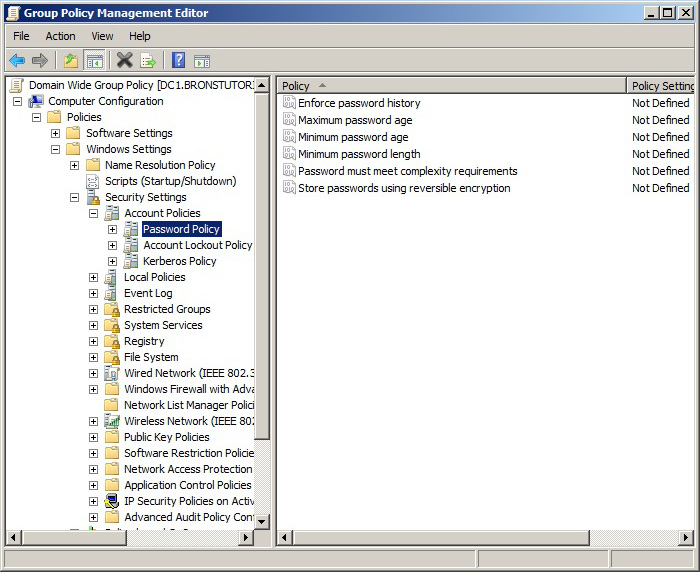 Group Policy Management Editor
File Action View Help
Domain Wide Group Policy [DC1.BRONSTUTOR
Computer Configuration
Policies
Software Settings
Windows Settings
Name Resolution Policy
Scripts (Startup/Shutdown)
Security Settings
Account Policies
Password Policy
Account Lockout Policy
Kerberos Policy
Local Policies
Event Log
Restricted Groups
System Services
Registry
File System
Wired Network (IEEE 802.3
Windows Firewall with Adva
Network List Manager Polici
Wireless Network (IEEE 802
Public Key Policies
Software Restriction Policie
Network Access Protection
Application Control Policies
IP Security Policies on Activ
Advanced Audit Policy Conf
Policy Policy Setting
Enforce password history Not Defined
Maximum password age Not Defined
Minimum password age Not Defined
Minimum password length Not Defined
Password must meet complexity requirements Not Defined
Store passwords using reversible encryption Not Defined